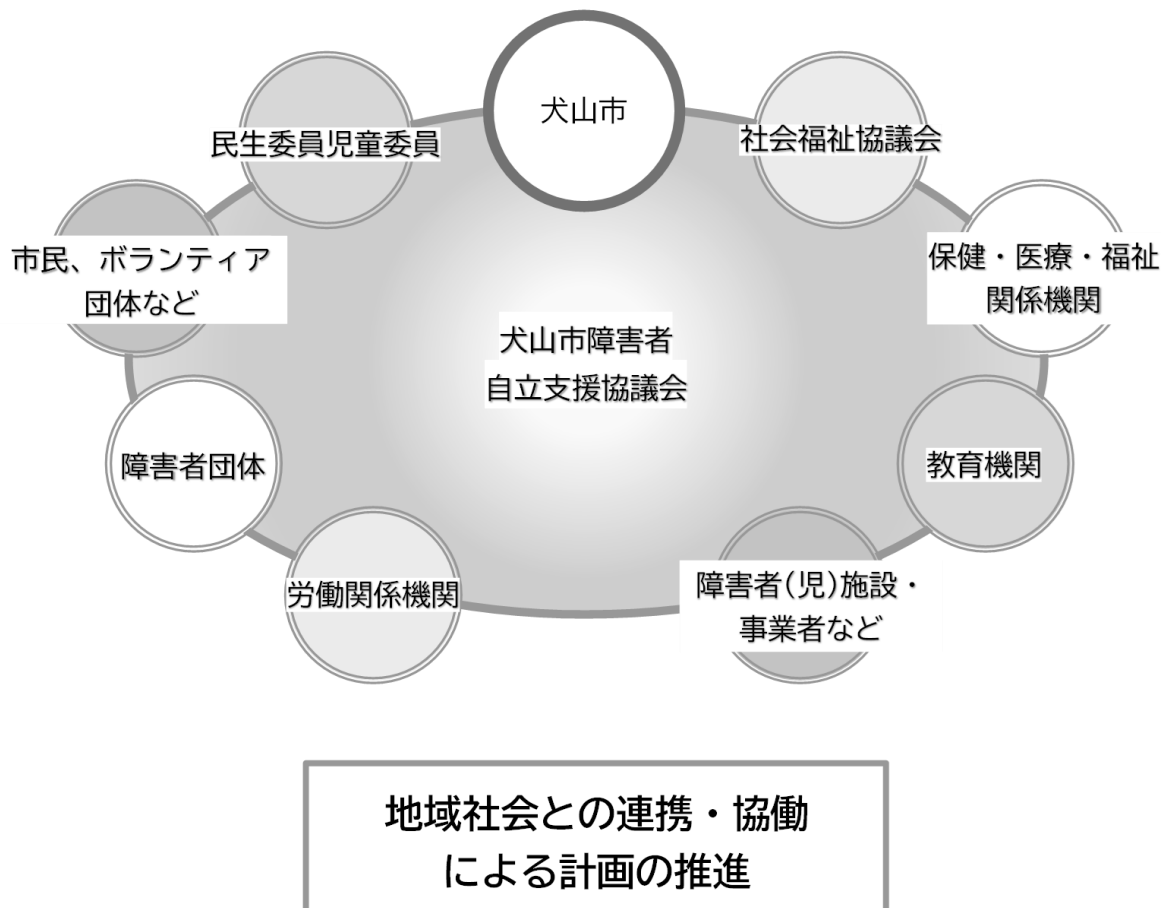 犬山市
民生委員児童委員
社会福祉協議会
市民、ボランティア
団体など
保健・医療・福祉
関係機関
犬山市障害者
自立支援協議会
障害者団体
教育機関
労働関係機関
障害者(児)施設・
事業者など
地域社会との連携・協働
による計画の推進